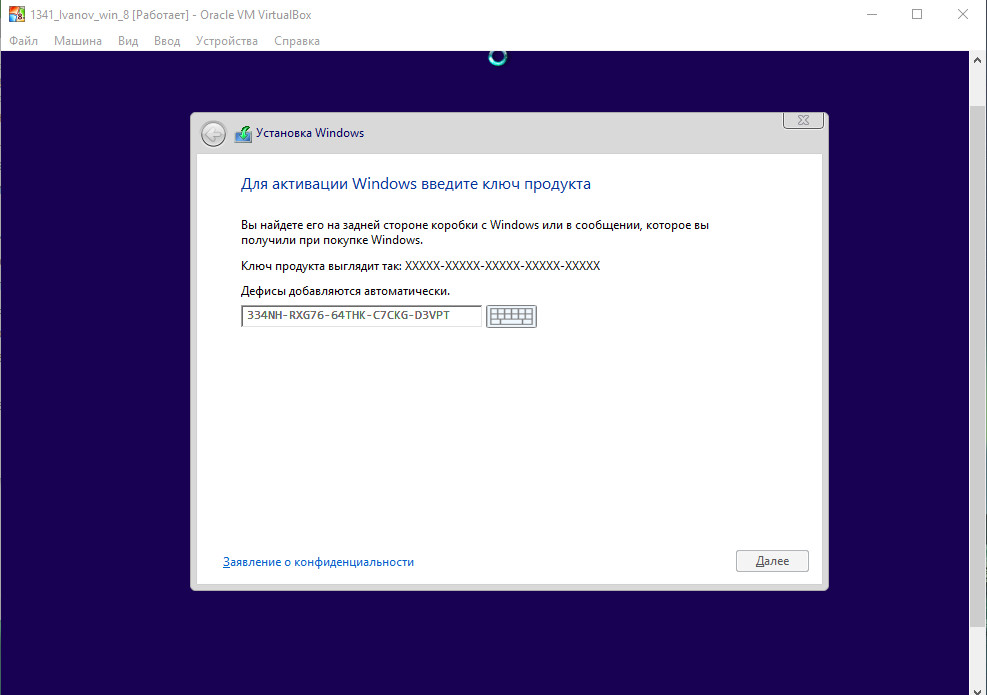 1341_Ivanov_win_8 [Работает] - Oracle VM VirtualBox
Файл Машина Вид Ввод Устройства Справка
Установка Windows
Для активации Windows введите ключ продукта
Вы найдете его на задней стороне коробки с Windows или в сообщении, которое вы
получили при покупке Windows.
Ключ продукта выглядит так: XXXXX-XXXXX-XXXXX-XXXXX-XXXXX
Дефисы добавляются автоматически.
334NH-RXG76-64THK-C7CKG-D3VPT
Заявление о конфиденциальности
Далее